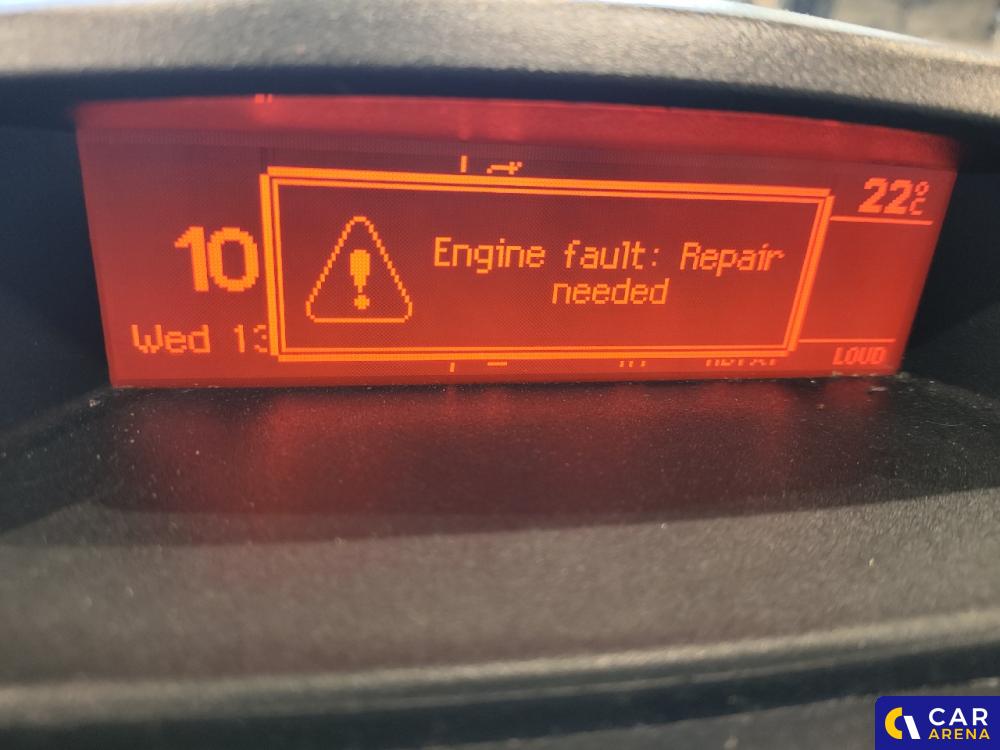 22°C
10
Engine fault: Repair
needed
Wed 13
LOUD
CAR
ARENA